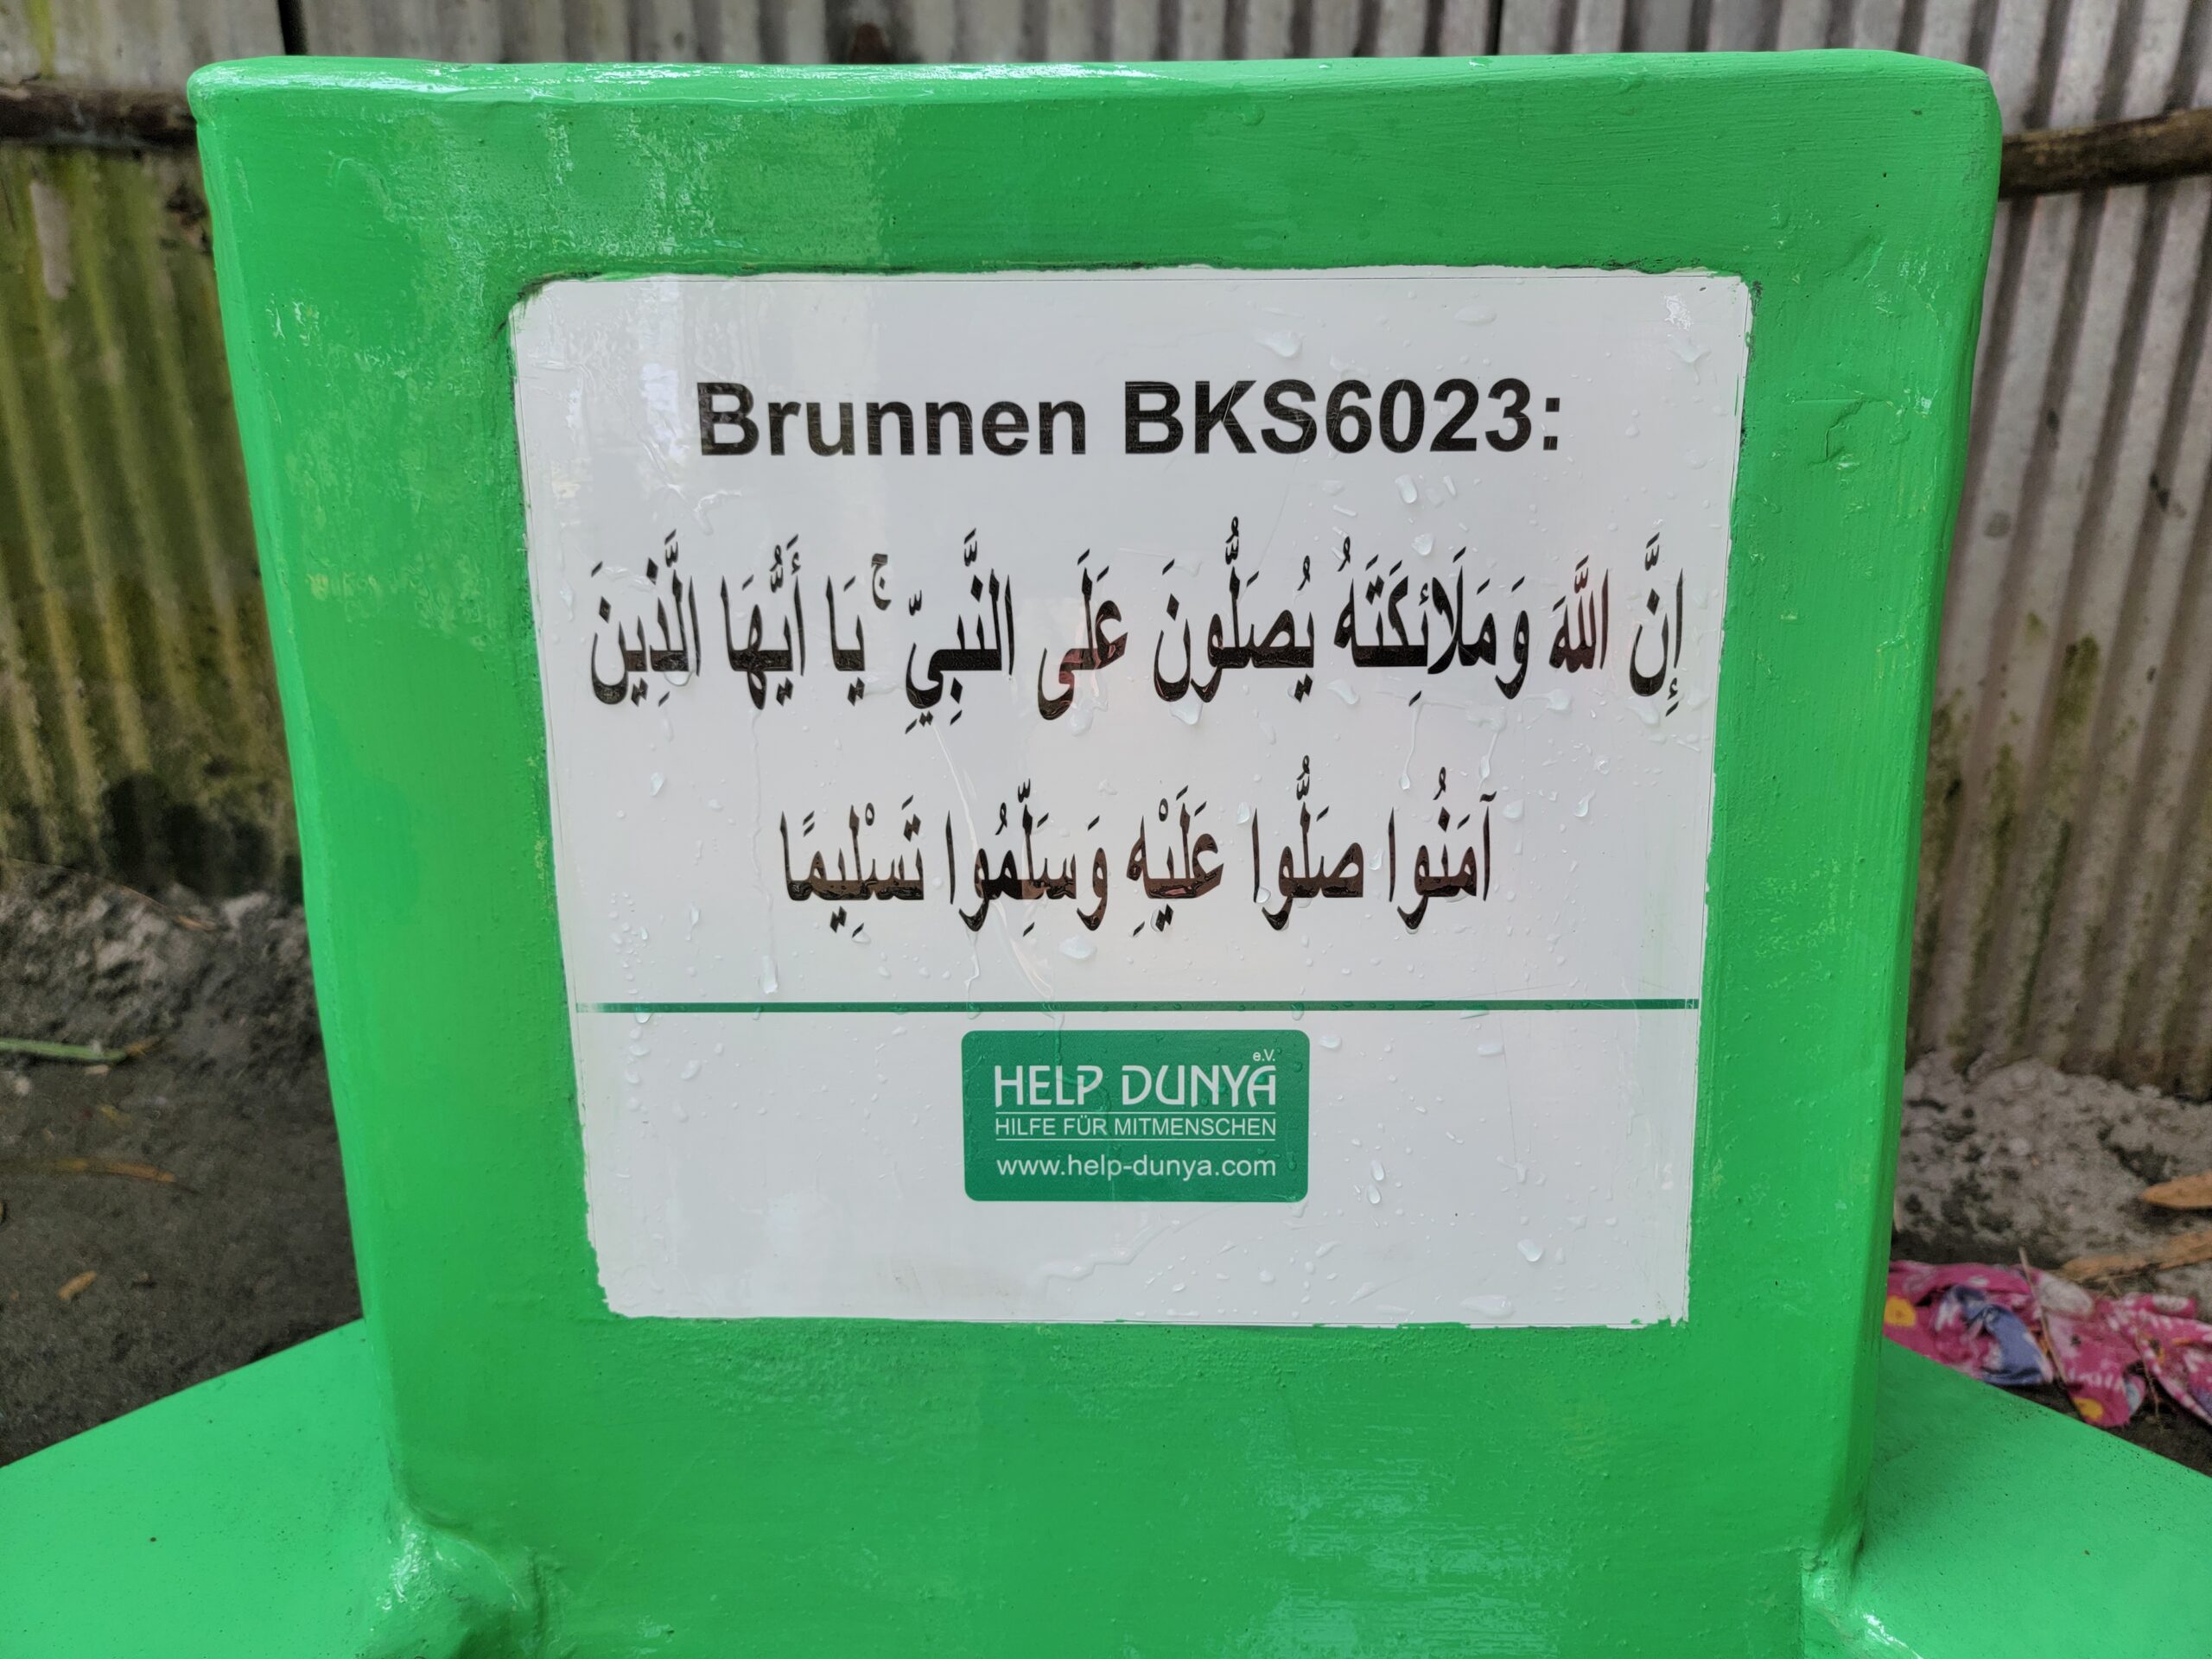 Brunnen BKS6023:
إِنَّ اللَّهَ وَمَلَائِكَتَهُ يُصَلُّونَ عَلَى النَّبِيِّ ۚ يَا أَيُّهَا الَّذِينَ
آمَنُوا صَلُّوا عَلَيْهِ وَسَلِّمُوا تَسْلِيمًا
HELP DUNYA e.V.
HILFE FÜR MITMENSCHEN
www.help-dunya.com